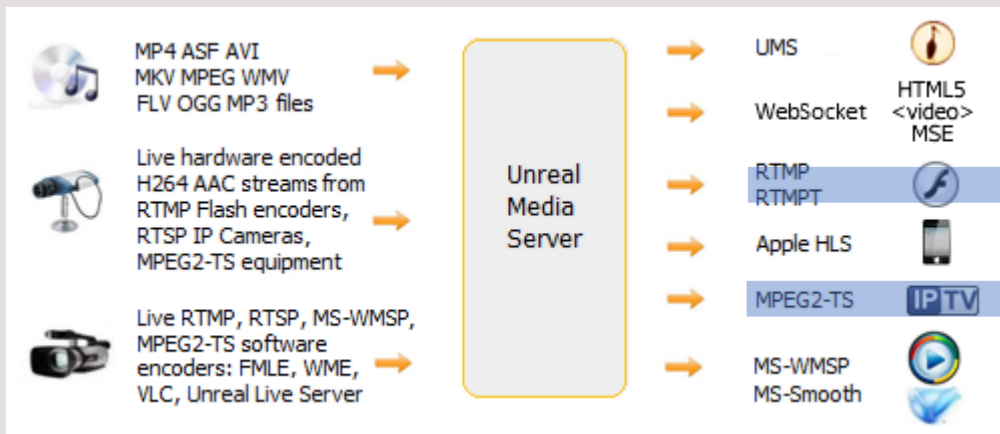 MP4 ASF AVI
MKV MPEG WMV
FLV OGG MP3 files
Live hardware encoded
H264 AAC streams from
RTMP Flash encoders,
RTSP IP Cameras,
MPEG2-TS equipment
Live RTMP, RTSP, MS-WMSP,
MPEG2-TS software
encoders: FMLE, WME,
VLC, Unreal Live Server
Unreal
Media
Server
UMS
WebSocket
HTML5
<video>
MSE
RTMP
RTMPT
Apple HLS
MPEG2-TS
IPTV
MS-WMSP
MS-Smooth